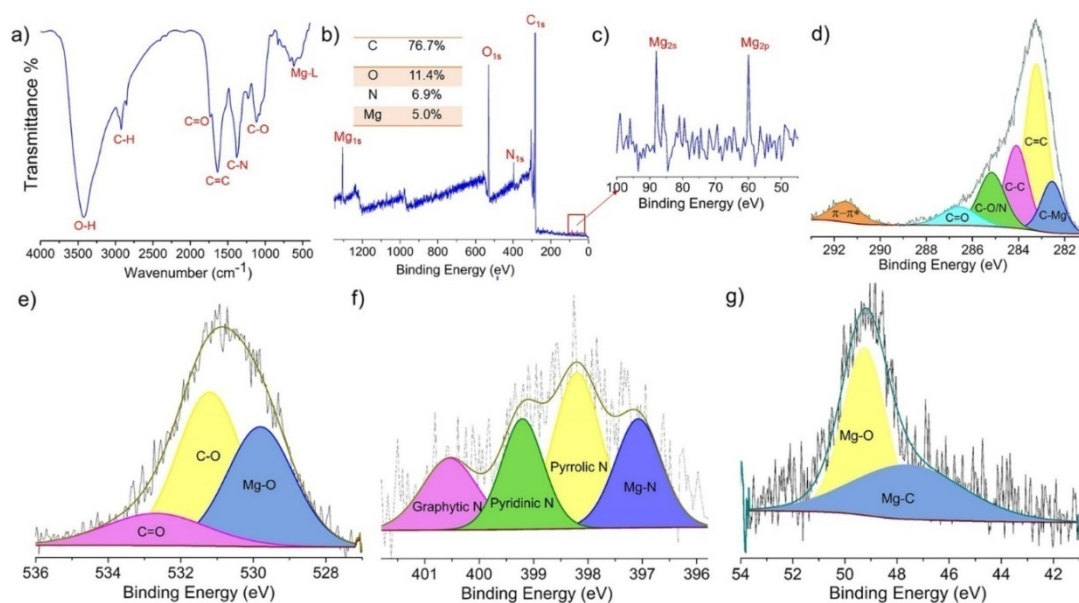 a)
Transmittance %
O-H
C-H
C=O
C=C
C-N
C-O
Mg-L
4000 3500 3000 2500 2000 1500 1000 500
Wavenumber (cm-1)
b)
C 76.7%
O 11.4%
N 6.9%
Mg 5.0%
Mg1s
O1s
N1s
C1s
1200 1000 800 600 400 200 0
Binding Energy (eV)
c)
Mg2s
Mg2p
100 90 80 70 60 50
Binding Energy (eV)
d)
π−π*
C=O
C-O/N
C-C
C=C
C-Mg
292 290 288 286 284 282
Binding Energy (eV)
e)
C-O
Mg-O
C=O
536 534 532 530 528
Binding Energy (eV)
f)
Graphytic N
Pyridinic N
Pyrrolic N
Mg-N
401 400 399 398 397 396
Binding Energy (eV)
g)
Mg-O
Mg-C
54 52 50 48 46 44 42
Binding Energy (eV)